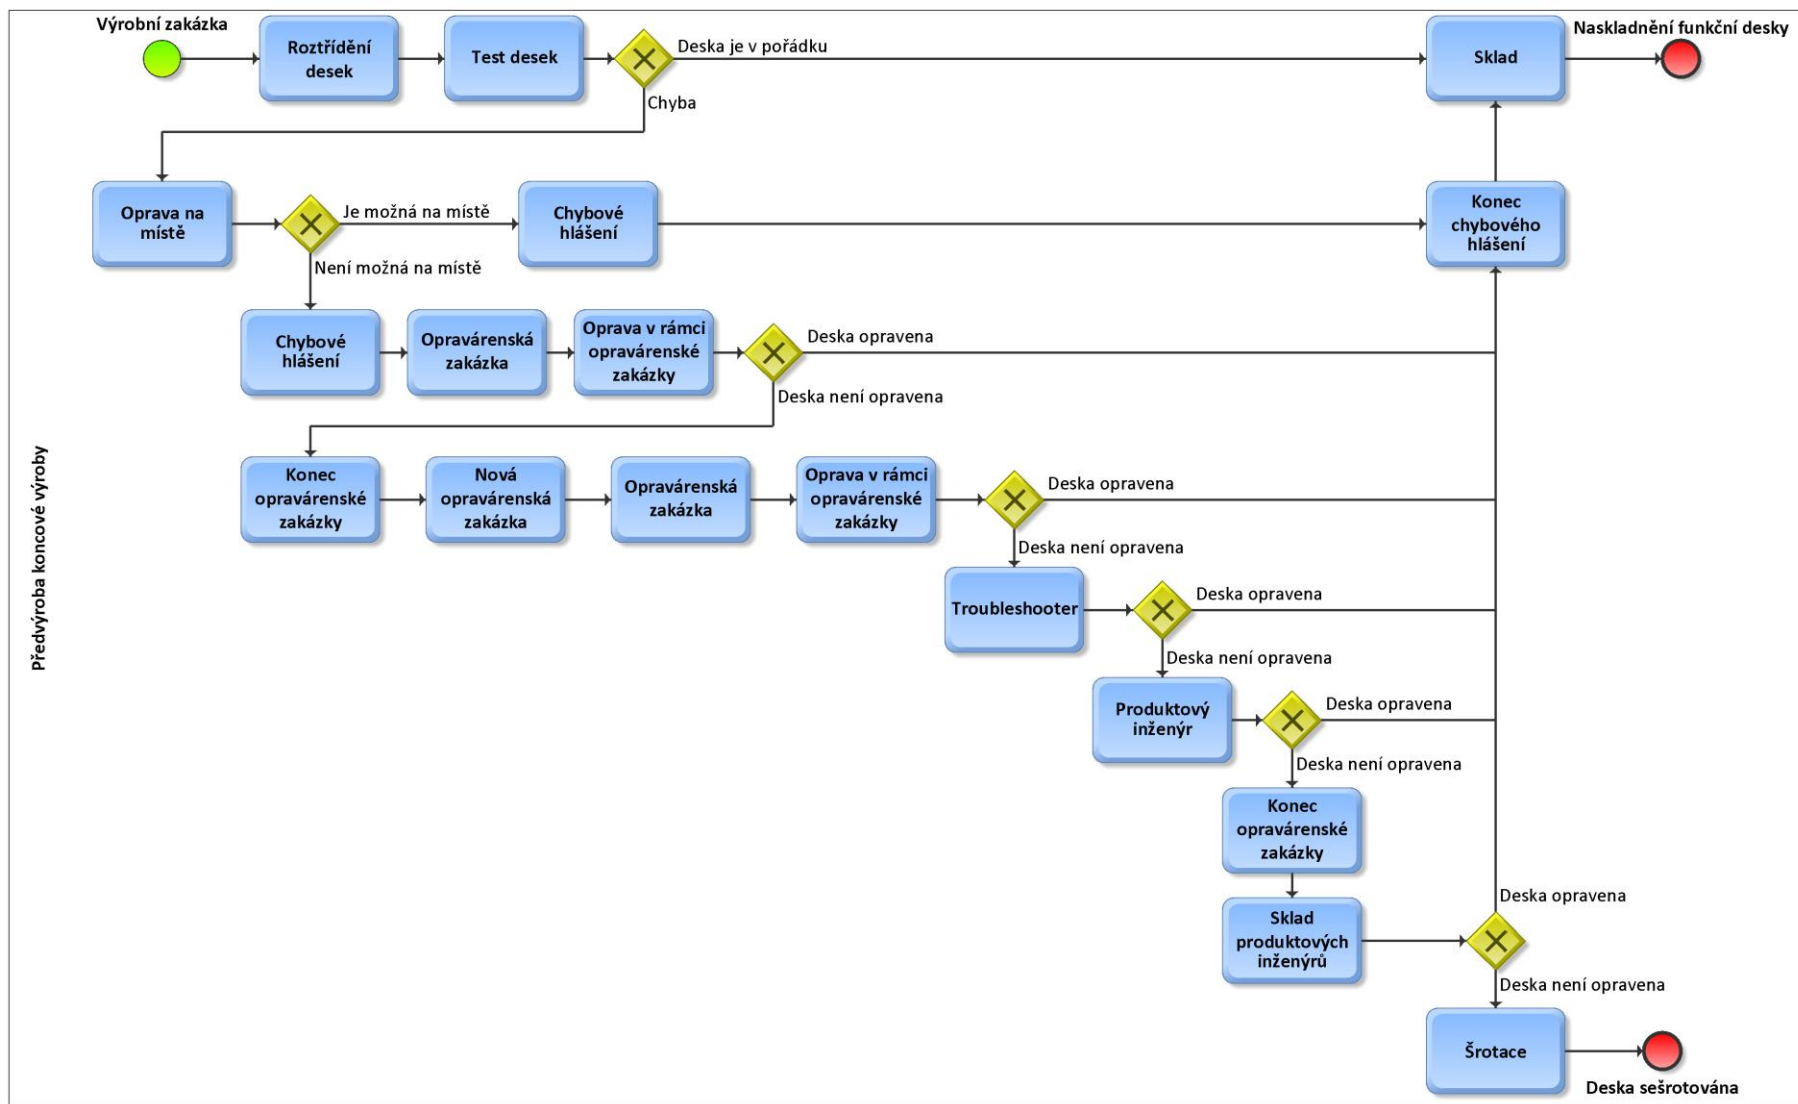 Výrobní zakázka
Roztřídění
desek
Test desek
Deska je v pořádku
Sklad
Naskladnění funkční desky
Chyba
Oprava na
místě
Je možná na místě
Chybové
hlášení
Konec
chybového
hlášení
Není možná na místě
Chybové
hlášení
Opravárenská
zakázka
Oprava v rámci
opravárenské
zakázky
Deska opravena
Deska není opravena
Předvýroba koncové výroby
Konec
opravárenské
zakázky
Nová
opravárenská
zakázka
Opravárenská
zakázka
Oprava v rámci
opravárenské
zakázky
Deska opravena
Deska není opravena
Troubleshooter
Deska opravena
Deska není opravena
Produktový
inženýr
Deska opravena
Deska není opravena
Konec
opravárenské
zakázky
Sklad
produktových
inženýrů
Deska opravena
Deska není opravena
Šrotace
Deska sešrotována